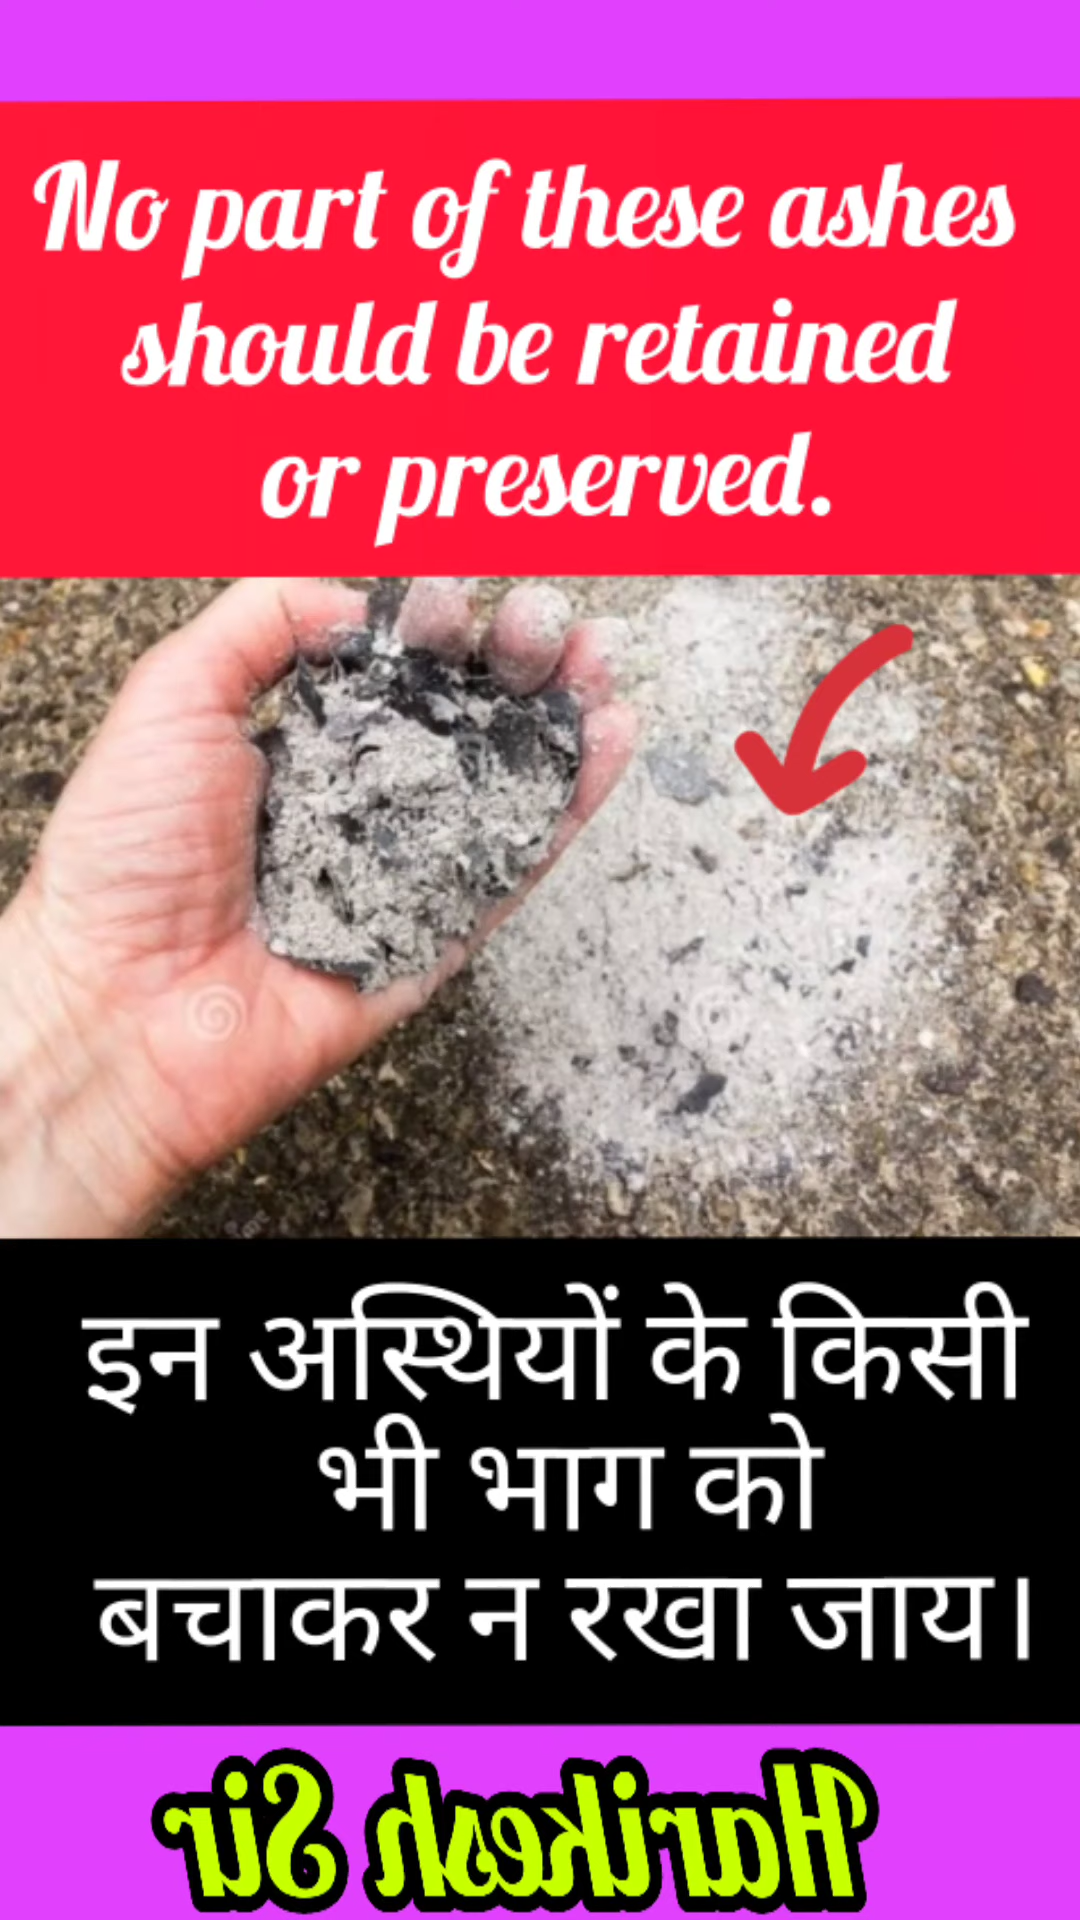 No part of these ashes
should be retained
or preserved.
इन अस्थियों के किसी
भी भाग को
बचाकर न रखा जाय।
Harikesh Sir